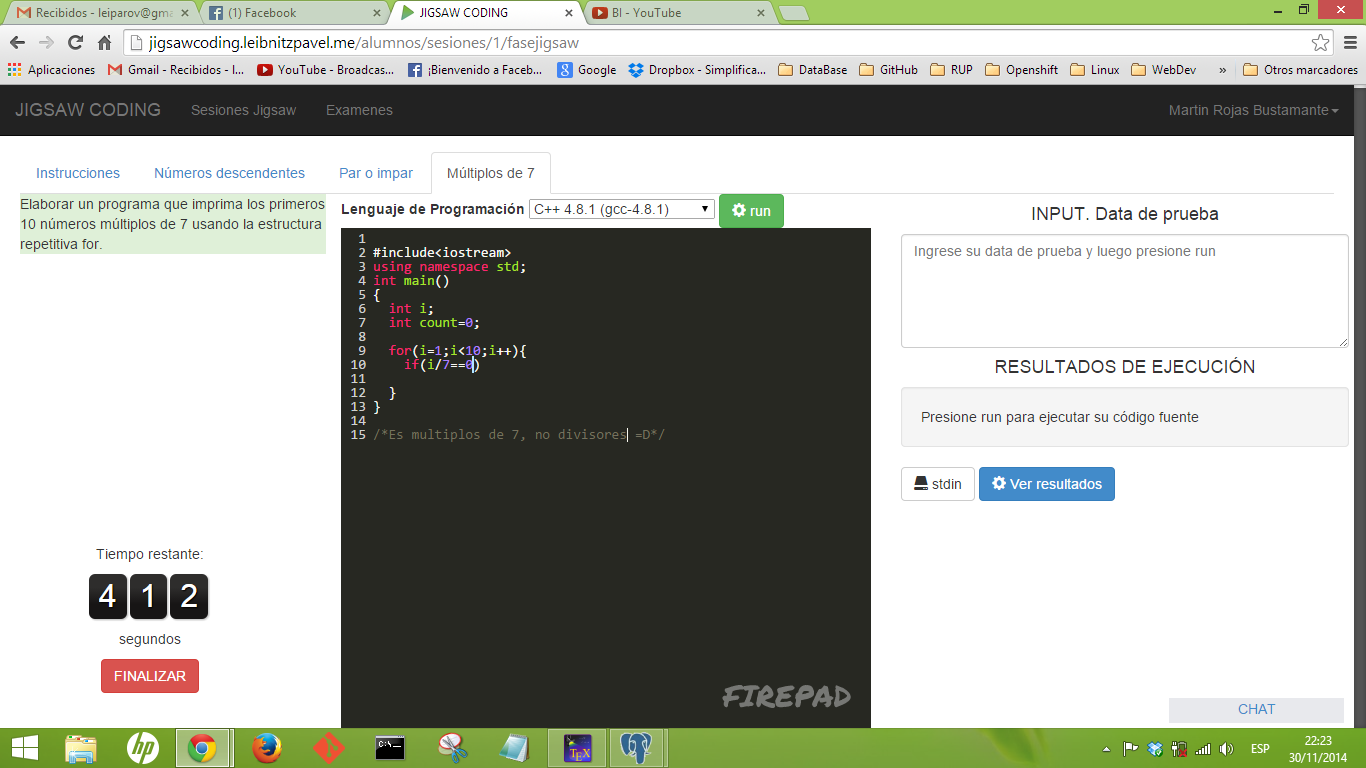 Recibidos - leiparov@gma
(1) Facebook
JIGSAW CODING
BI - YouTube
jigsawcoding.leibnitzpavel.me/alumnos/sesiones/1/fasejigsaw
Aplicaciones
Gmail - Recibidos - l...
YouTube - Broadcas...
¡Bienvenido a Faceb...
Google
Dropbox - Simplifica...
DataBase
GitHub
RUP
Openshift
Linux
WebDev
»
Otros marcadores
JIGSAW CODING
Sesiones Jigsaw
Examenes
Martin Rojas Bustamante
Instrucciones
Números descendentes
Par o impar
Múltiplos de 7
Elaborar un programa que imprima los primeros
10 números múltiplos de 7 usando la estructura
repetitiva for.
Lenguaje de Programación
C++ 4.8.1 (gcc-4.8.1)
run
1
2 #include<iostream>
3 using namespace std;
4 int main()
5 {
6 int i;
7 int count=0;
8
9 for(i=1;i<10;i++){
10 if(i/7==0)
11
12 }
13 }
14
15 /*Es multiplos de 7, no divisores =D*/
FIREPAD
INPUT. Data de prueba
Ingrese su data de prueba y luego presione run
RESULTADOS DE EJECUCIÓN
Presione run para ejecutar su código fuente
stdin
Ver resultados
Tiempo restante:
4 1 2
segundos
FINALIZAR
CHAT
hp
C:\_
TEX
ESP
22:23
30/11/2014